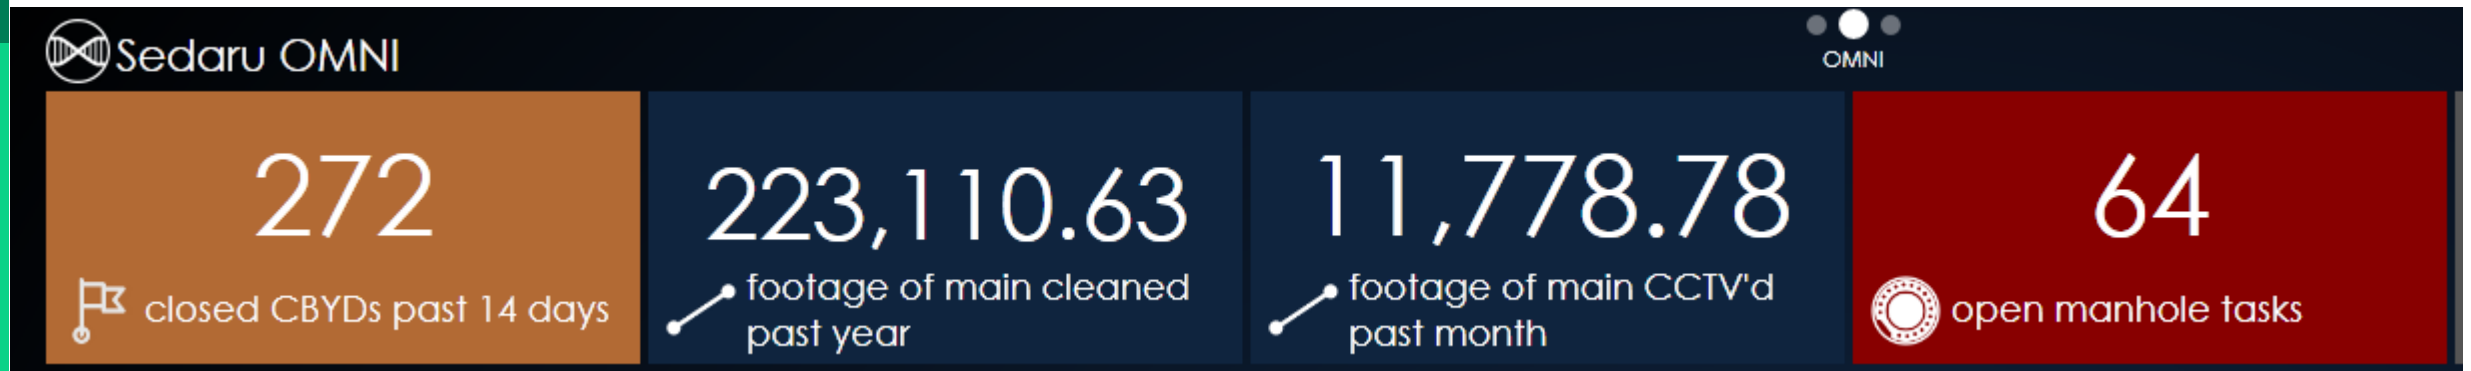 Sedaru OMNI
OMNI
272
closed CBYDs past 14 days
223,110.63
footage of main cleaned
past year
11,778.78
footage of main CCTV'd
past month
64
open manhole tasks